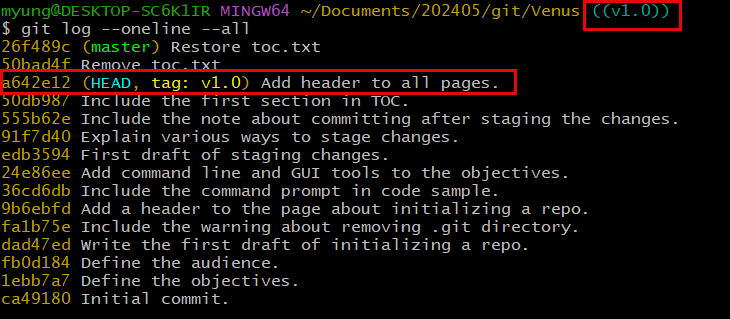 myung@DESKTOP-SC6K1IR MINGW64 ~/Documents/202405/git/Venus ((v1.0))
$ git log --oneline --all
26f489c (master) Restore toc.txt
50bad4f Remove toc.txt
a642e12 (HEAD, tag: v1.0) Add header to all pages.
50db987 Include the first section in TOC.
555b62e Include the note about committing after staging the changes.
91f7d40 Explain various ways to stage changes.
edb3594 First draft of staging changes.
24e86ee Add command line and GUI tools to the objectives.
36cd6db Include the command prompt in code sample.
9b6ebfd Add a header to the page about initializing a repo.
fa1b75e Include the warning about removing .git directory.
dad47ed Write the first draft of initializing a repo.
fb0d184 Define the audience.
1ebb7a7 Define the objectives.
ca49180 Initial commit.